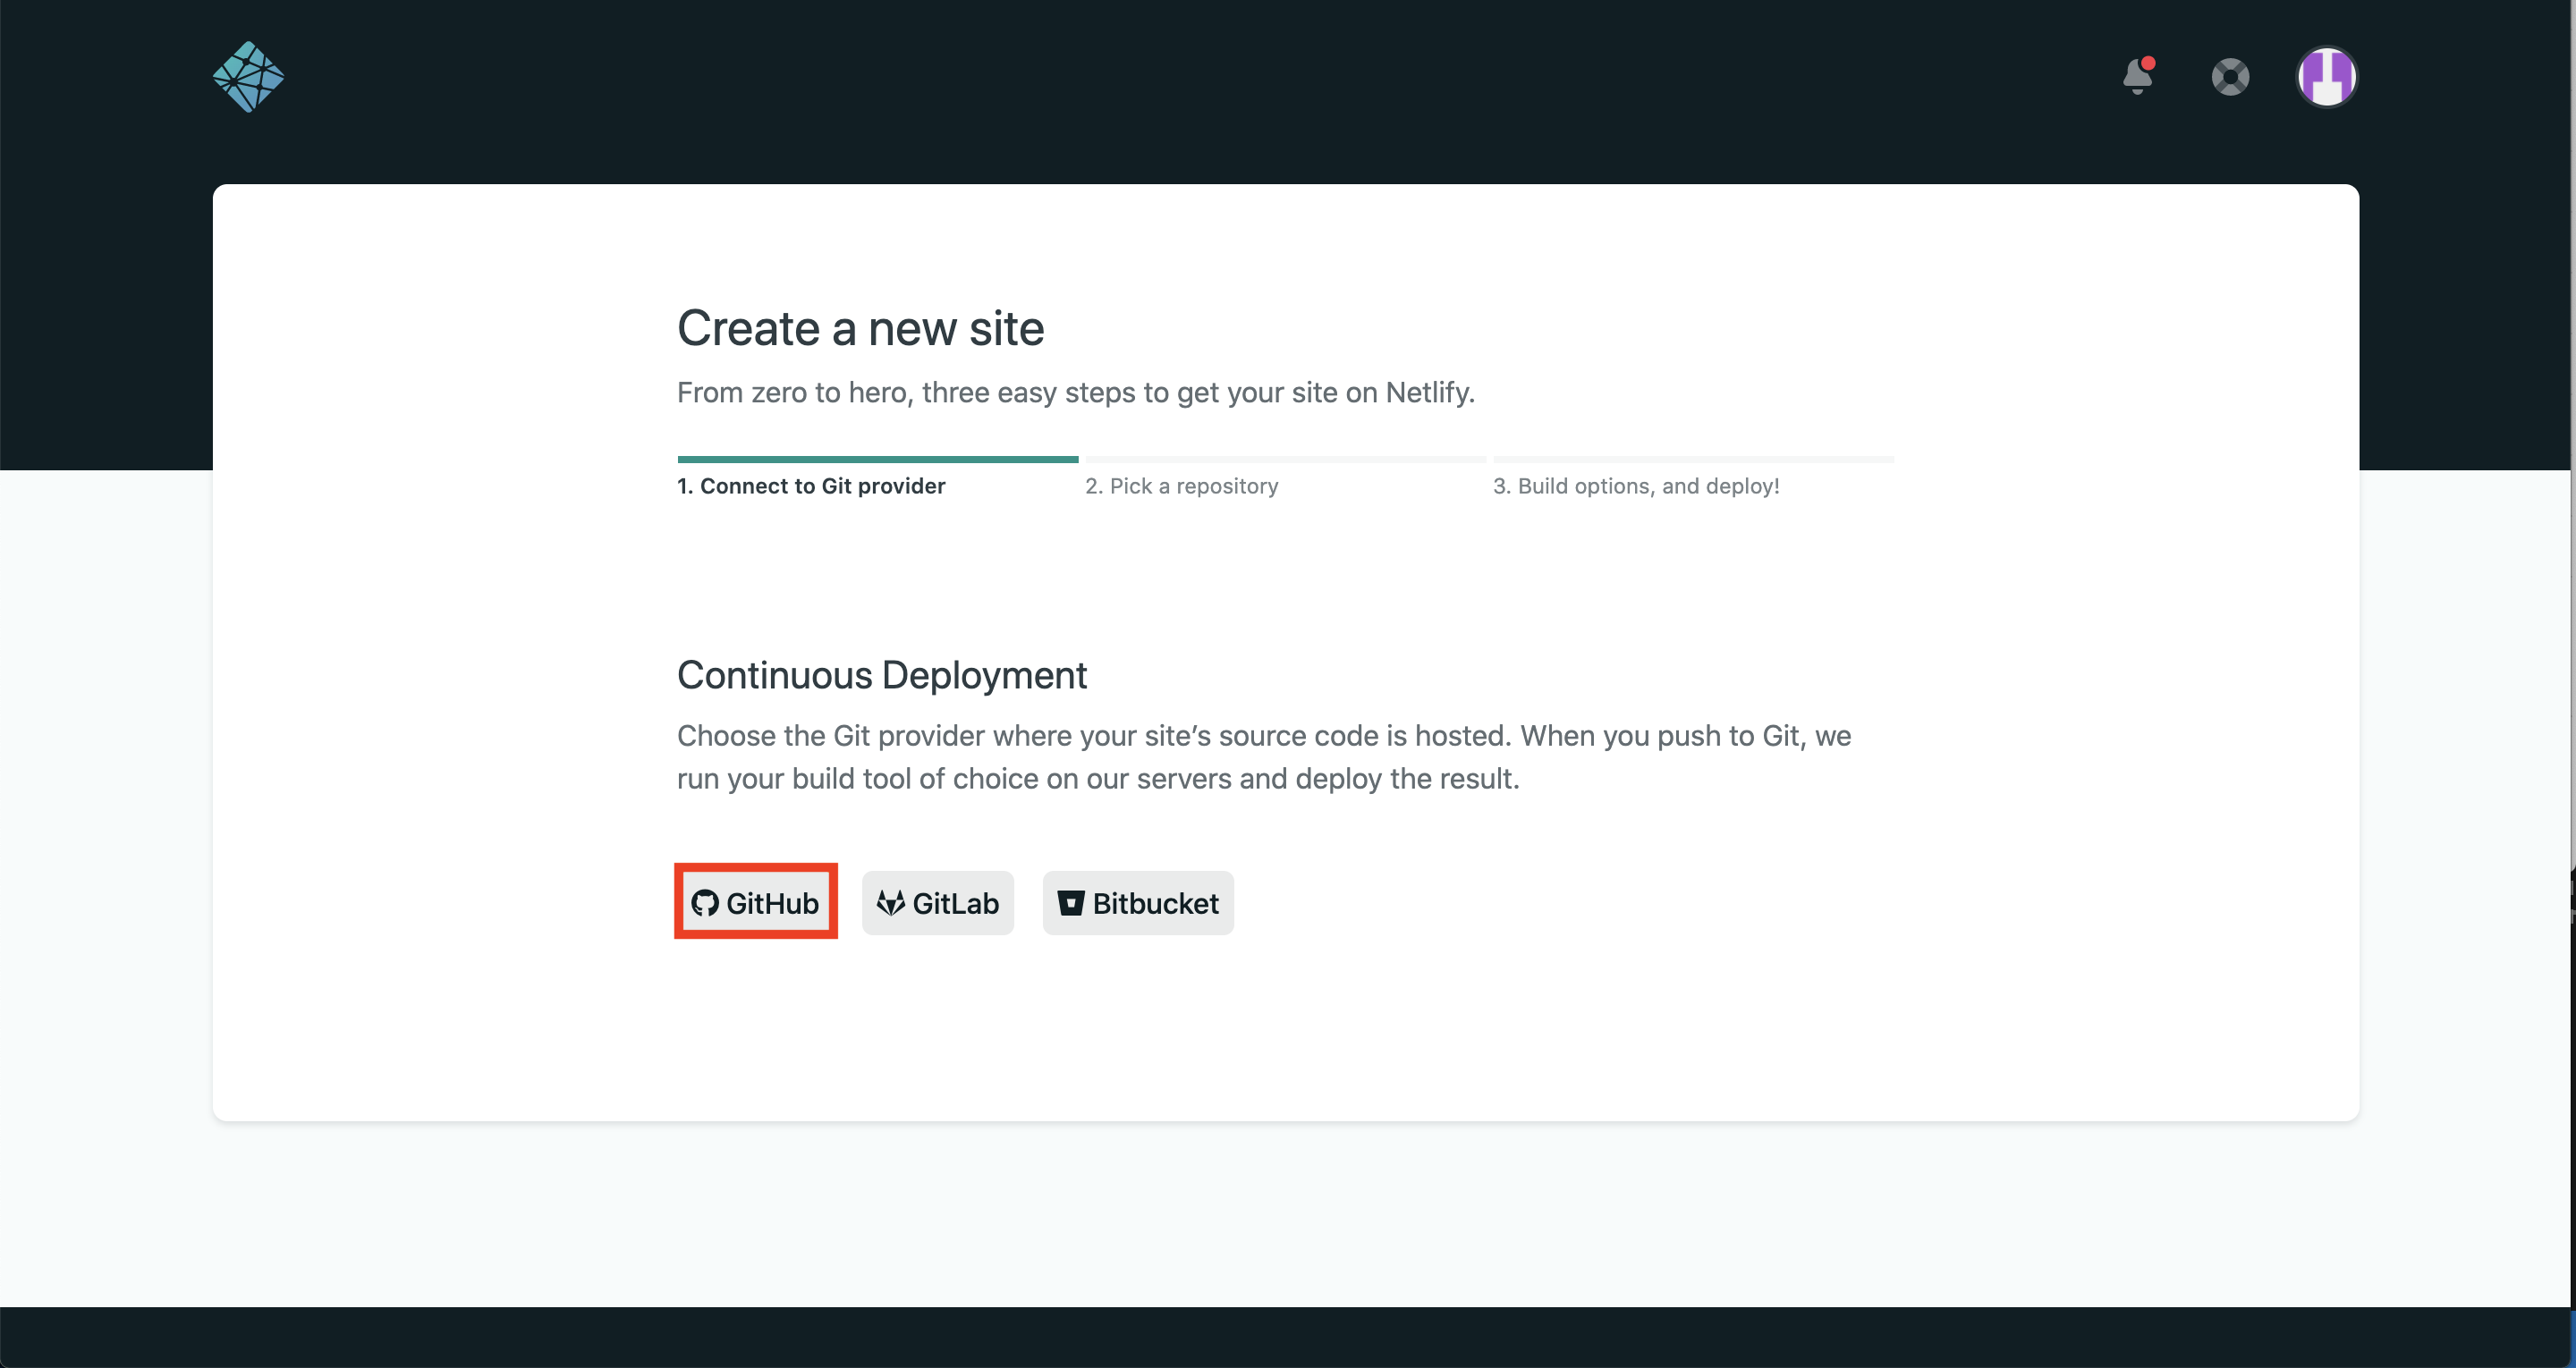 Create a new site
From zero to hero, three easy steps to get your site on Netlify.
1. Connect to Git provider
2. Pick a repository
3. Build options, and deploy!
Continuous Deployment
Choose the Git provider where your site’s source code is hosted. When you push to Git, we
run your build tool of choice on our servers and deploy the result.
GitHub
GitLab
Bitbucket